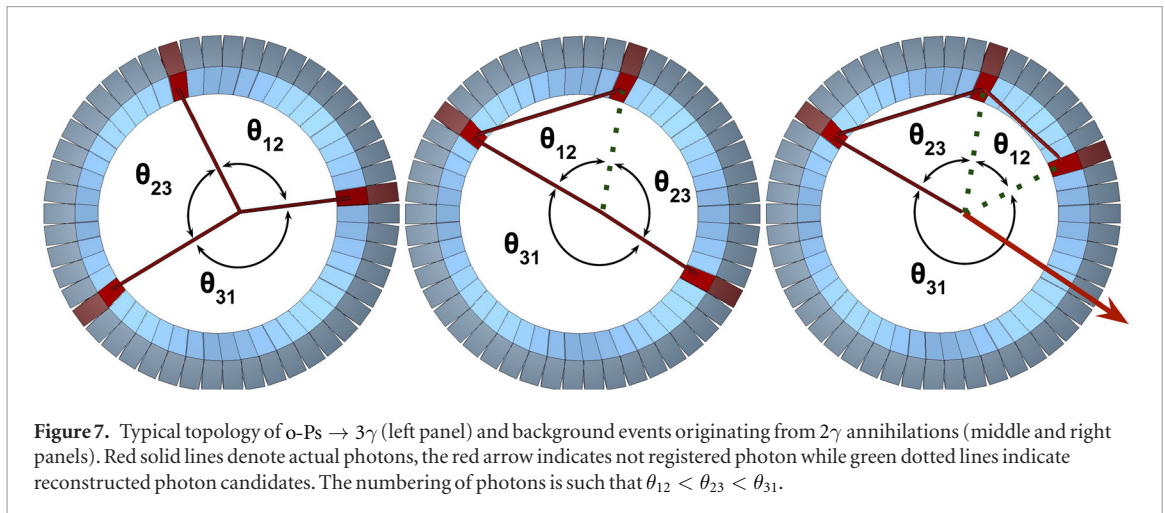 θ12
θ23
θ31
θ12
θ23
θ31
θ23
θ12
θ31
Figure 7. Typical topology of o-Ps → 3γ (left panel) and background events originating from 2γ annihilations (middle and right
panels). Red solid lines denote actual photons, the red arrow indicates not registered photon while green dotted lines indicate
reconstructed photon candidates. The numbering of photons is such that θ12 < θ23 < θ31.